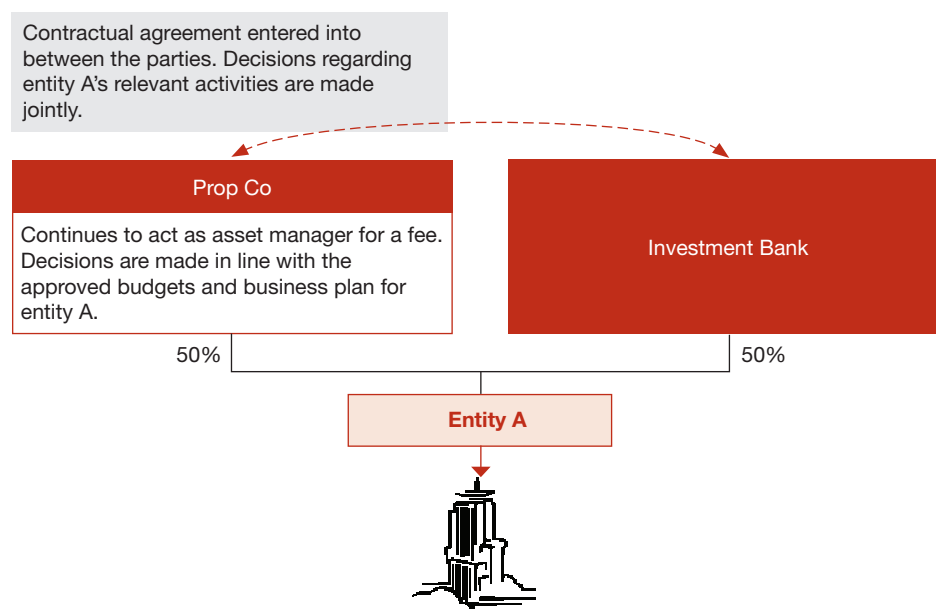 Contractual agreement entered into
between the parties. Decisions regarding
entity A’s relevant activities are made
jointly.
Prop Co
Continues to act as asset manager for a fee.
Decisions are made in line with the
approved budgets and business plan for
entity A.
Investment Bank
50%
50%
Entity A